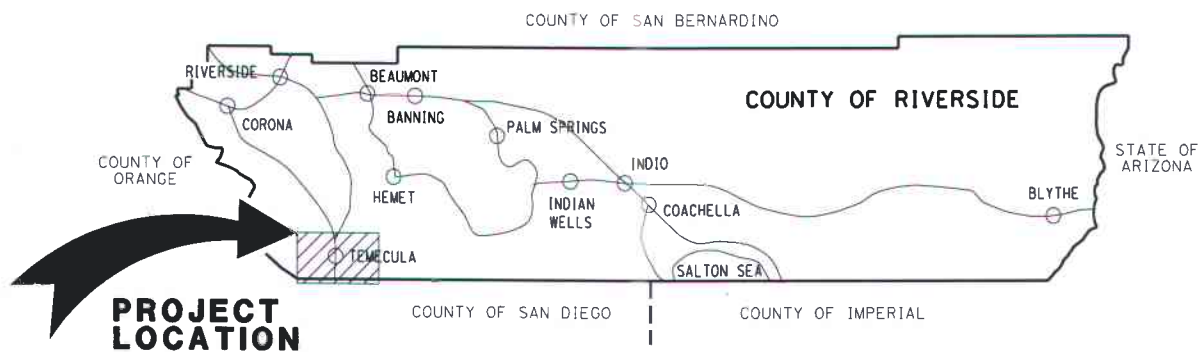 COUNTY OF SAN BERNARDINO
RIVERSIDE
BEAUMONT
COUNTY OF RIVERSIDE
BANNING
CORONA
PALM SPRINGS
STATE OF
ARIZONA
COUNTY OF
ORANGE
INDIO
HEMET
INDIAN
WELLS
BLYTHE
COACHELLA
TEMECULA
SALTON SEA
PROJECT
LOCATION
COUNTY OF SAN DIEGO
COUNTY OF IMPERIAL